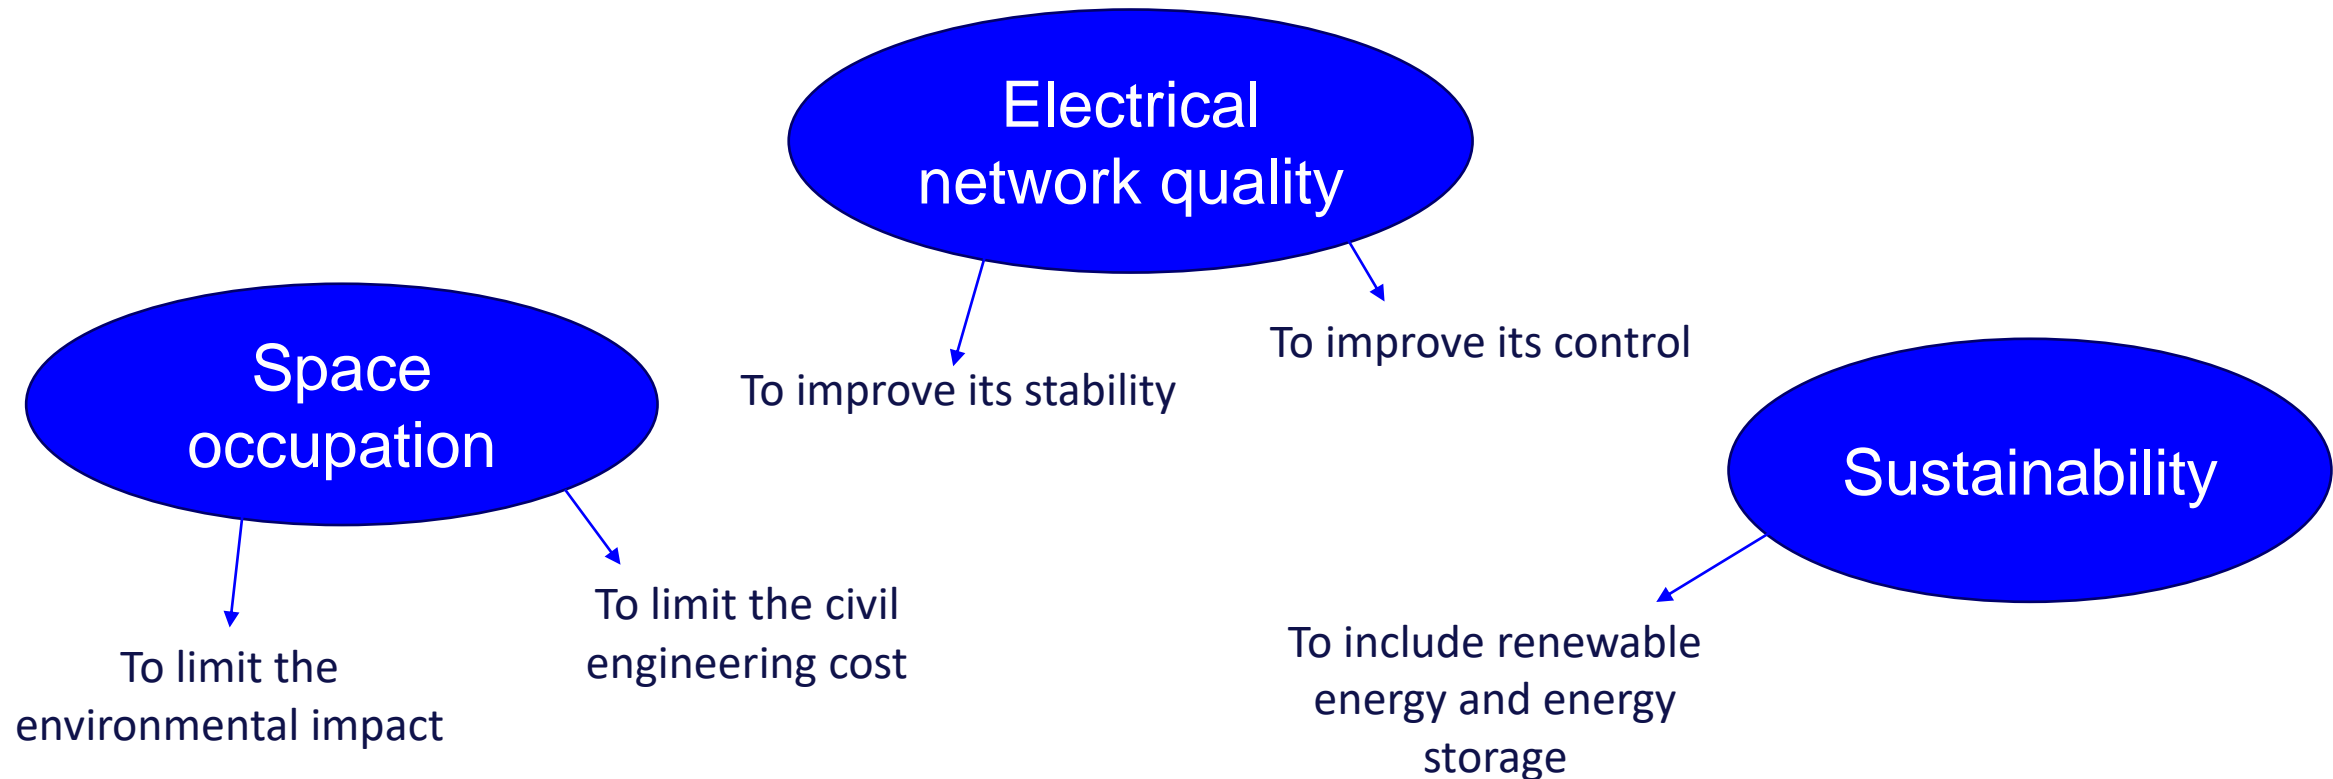 Electrical
network quality
To improve its stability
To improve its control
Space
occupation
To limit the
environmental impact
To limit the civil
engineering cost
Sustainability
To include renewable
energy and energy
storage